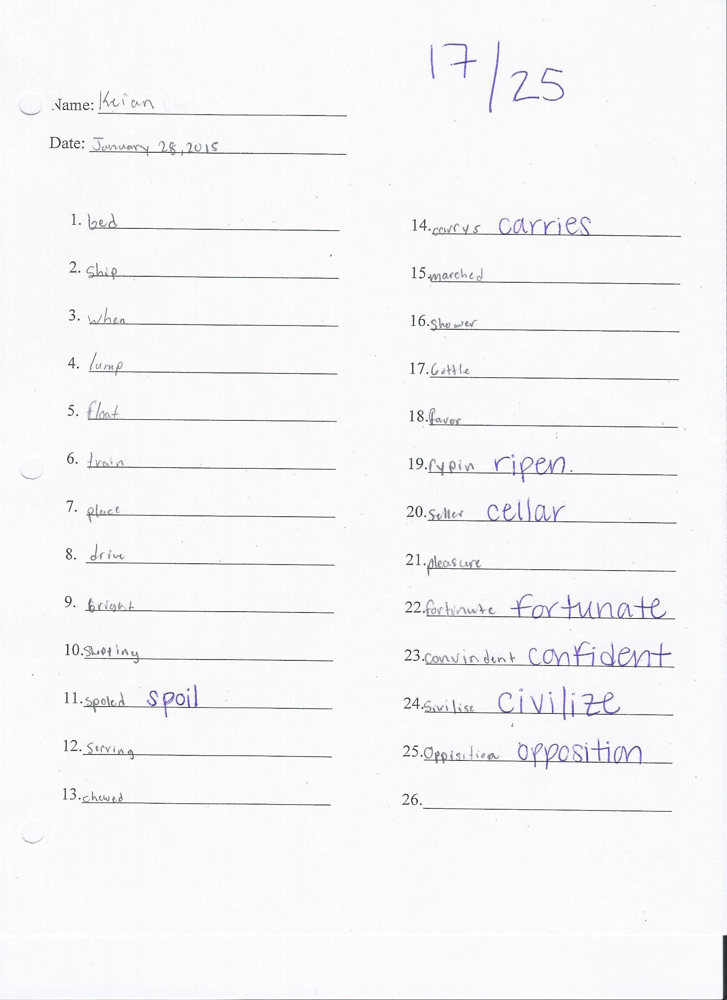 17/25
Name: Keian
Date: January 28, 2015
1. bed
2. Ship
3. when
4. lump
5. float
6. train
7. place
8. drive
9. bright
10. Shopping
11. spoled spoil
12. serving
13. chewed
14. carrys carries
15. marched
16. shower
17. bottle
18. favor
19. rypin ripen.
20. seller cellar
21. pleasure
22. fortinute fortunate
23. convindent confident
24. Sivilise civilize
25. Oppisition opposition
26.